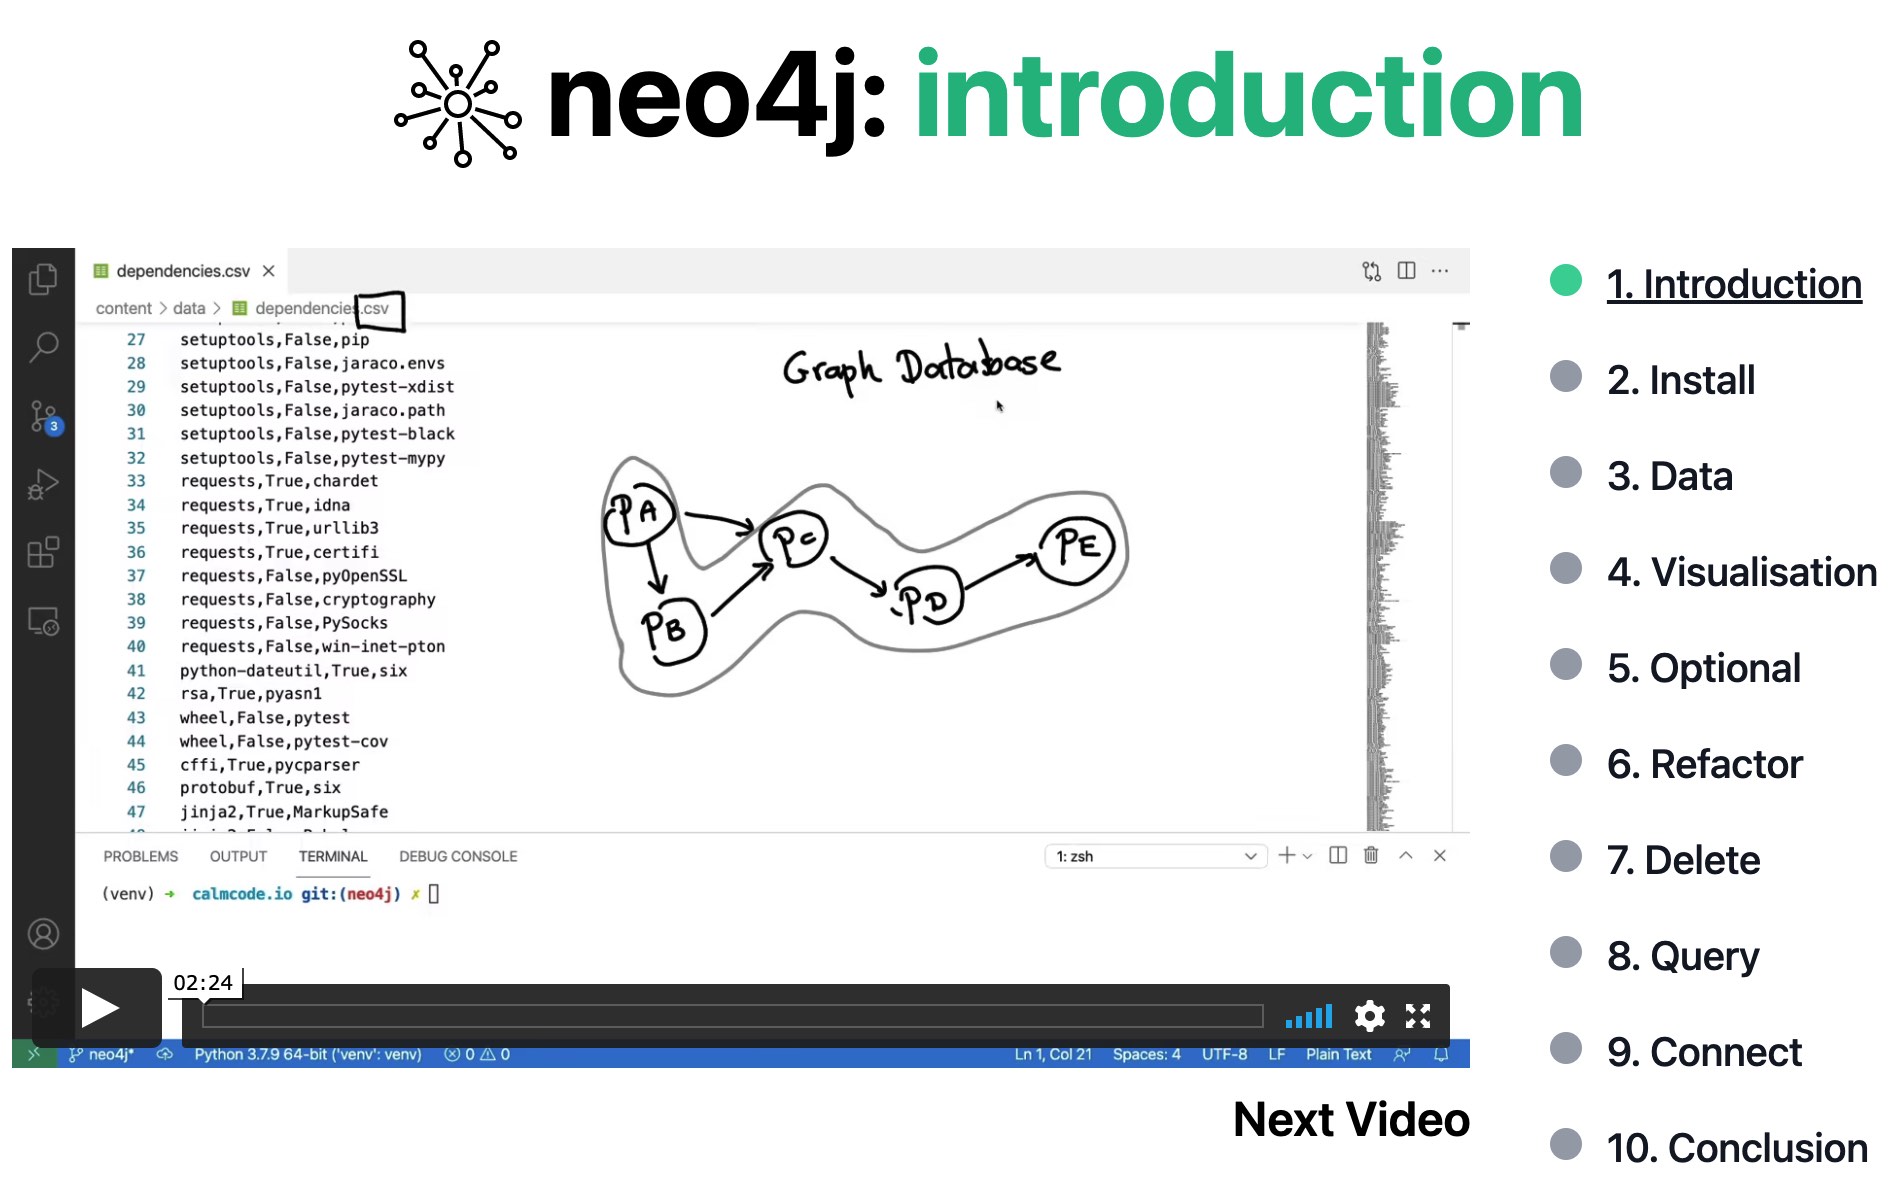 neo4j: introduction
dependencies.csv
content > data > dependencies.csv
27 setuptools,False,pip
28 setuptools,False,jaraco.envs
29 setuptools,False,pytest-xdist
30 setuptools,False,jaraco.path
31 setuptools,False,pytest-black
32 setuptools,False,pytest-mypy
33 requests,True,chardet
34 requests,True,idna
35 requests,True,urllib3
36 requests,True,certifi
37 requests,False,pyOpenSSL
38 requests,False,cryptography
39 requests,False,PySocks
40 requests,False,win-inet-pton
41 python-dateutil,True,six
42 rsa,True,pyasn1
43 wheel,False,pytest
44 wheel,False,pytest-cov
45 cffi,True,pycparser
46 protobuf,True,six
47 jinja2,True,MarkupSafe
Graph Database
PA
PB
PC
PD
PE
3
PROBLEMS OUTPUT TERMINAL DEBUG CONSOLE
1: zsh
(venv) ➜ calmcode.io git:(neo4j) ✗
02:24
neo4j* Python 3.7.9 64-bit ('venv': venv) 0 0
Ln 1, Col 21 Spaces: 4 UTF-8 LF Plain Text
Next Video
1. Introduction
2. Install
3. Data
4. Visualisation
5. Optional
6. Refactor
7. Delete
8. Query
9. Connect
10. Conclusion